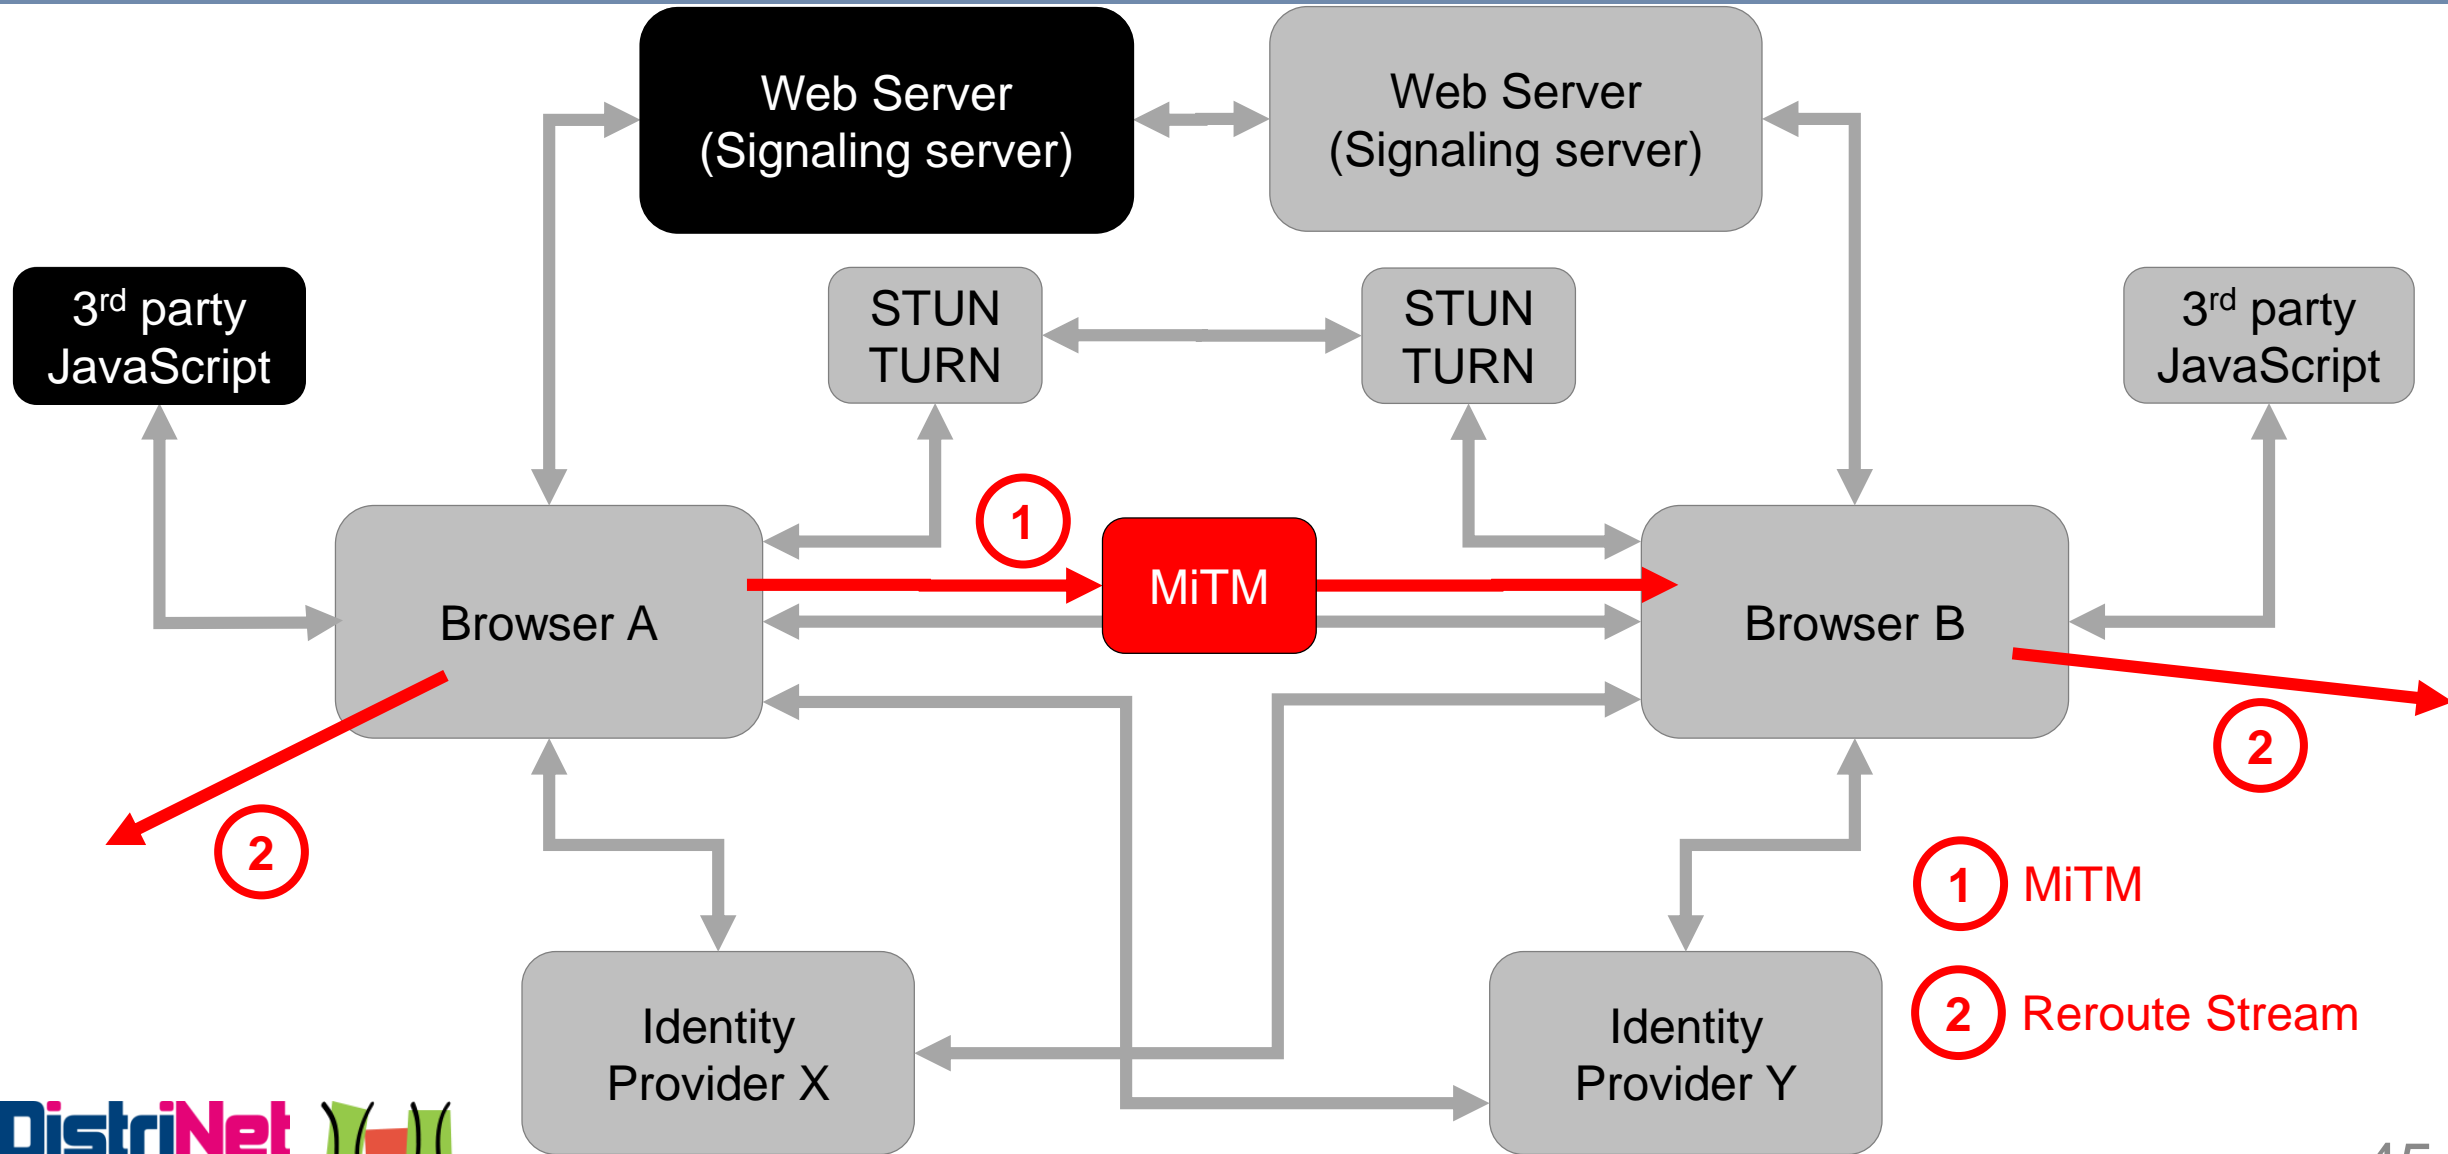 Web Server
(Signaling server)
Web Server
(Signaling server)
3rd party
JavaScript
STUN
TURN
STUN
TURN
3rd party
JavaScript
1
MiTM
Browser A
Browser B
2
2
1 MiTM
2 Reroute Stream
Identity
Provider X
Identity
Provider Y
DistriNet
45